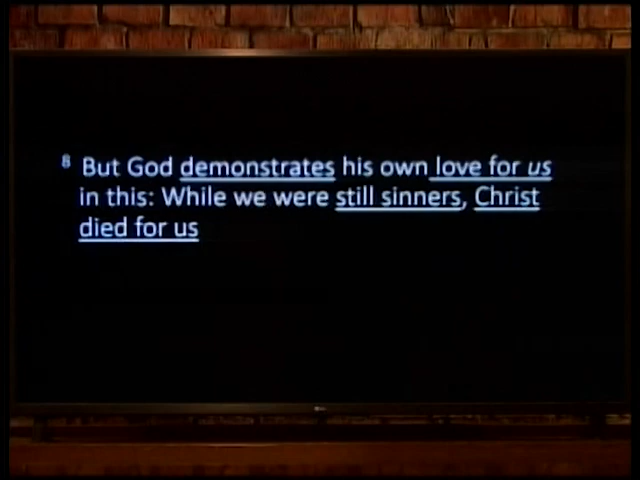 8 But God demonstrates his own love for us
in this: While we were still sinners, Christ
died for us